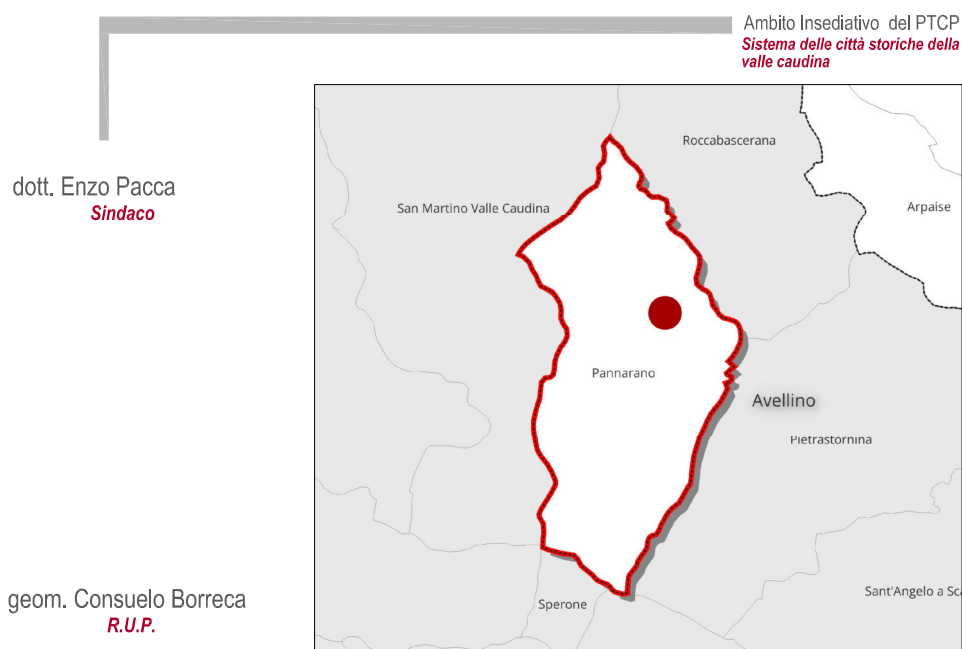 Ambito Insediativo del PTCP
Sistema delle città storiche della
valle caudina
dott. Enzo Pacca
Sindaco
Roccabascerana
San Martino Valle Caudina
Arpaise
Pannarano
Avellino
Pietrastornina
Sant'Angelo a Sca
Sperone
geom. Consuelo Borreca
R.U.P.